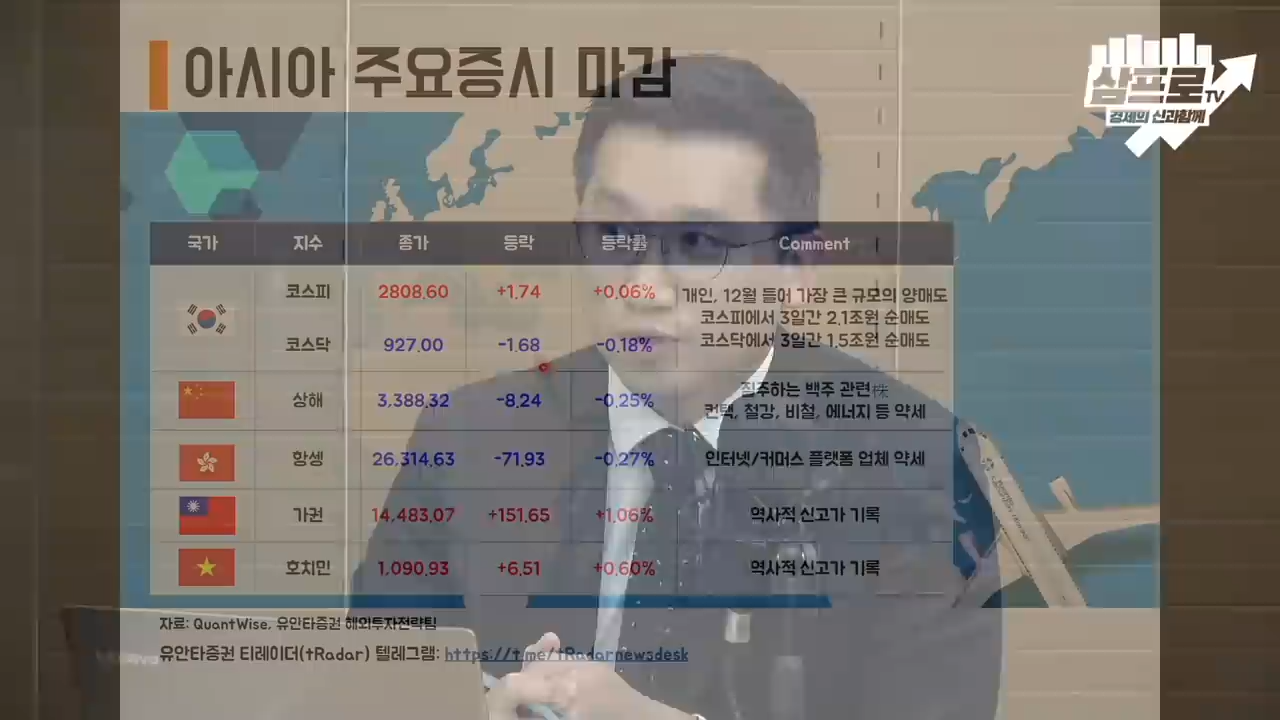 아시아 주요증시 마감
삼프로TV
경제의 신과함께
국가 지수 종가 등락 등락률 Comment
코스피 2808.60 +1.74 +0.06% 개인, 12월 들어 가장 큰 규모의 양매도
코스피에서 3일간 2.1조원 순매도
코스닥 927.00 -1.68 -0.18% 코스닥에서 3일간 1.5조원 순매도
상해 3,388.32 -8.24 -0.25% 질주하는 백주 관련株
컨택, 철강, 비철, 에너지 등 약세
항셍 26,314.63 -71.93 -0.27% 인터넷/커머스 플랫폼 업체 약세
가권 14,483.07 +151.65 +1.06% 역사적 신고가 기록
호치민 1,090.93 +6.51 +0.60% 역사적 신고가 기록
자료: QuantWise, 유안타증권 해외투자전략팀
유안타증권 티레이더(tRadar) 텔레그램: https://t.me/tRadarnewsdesk